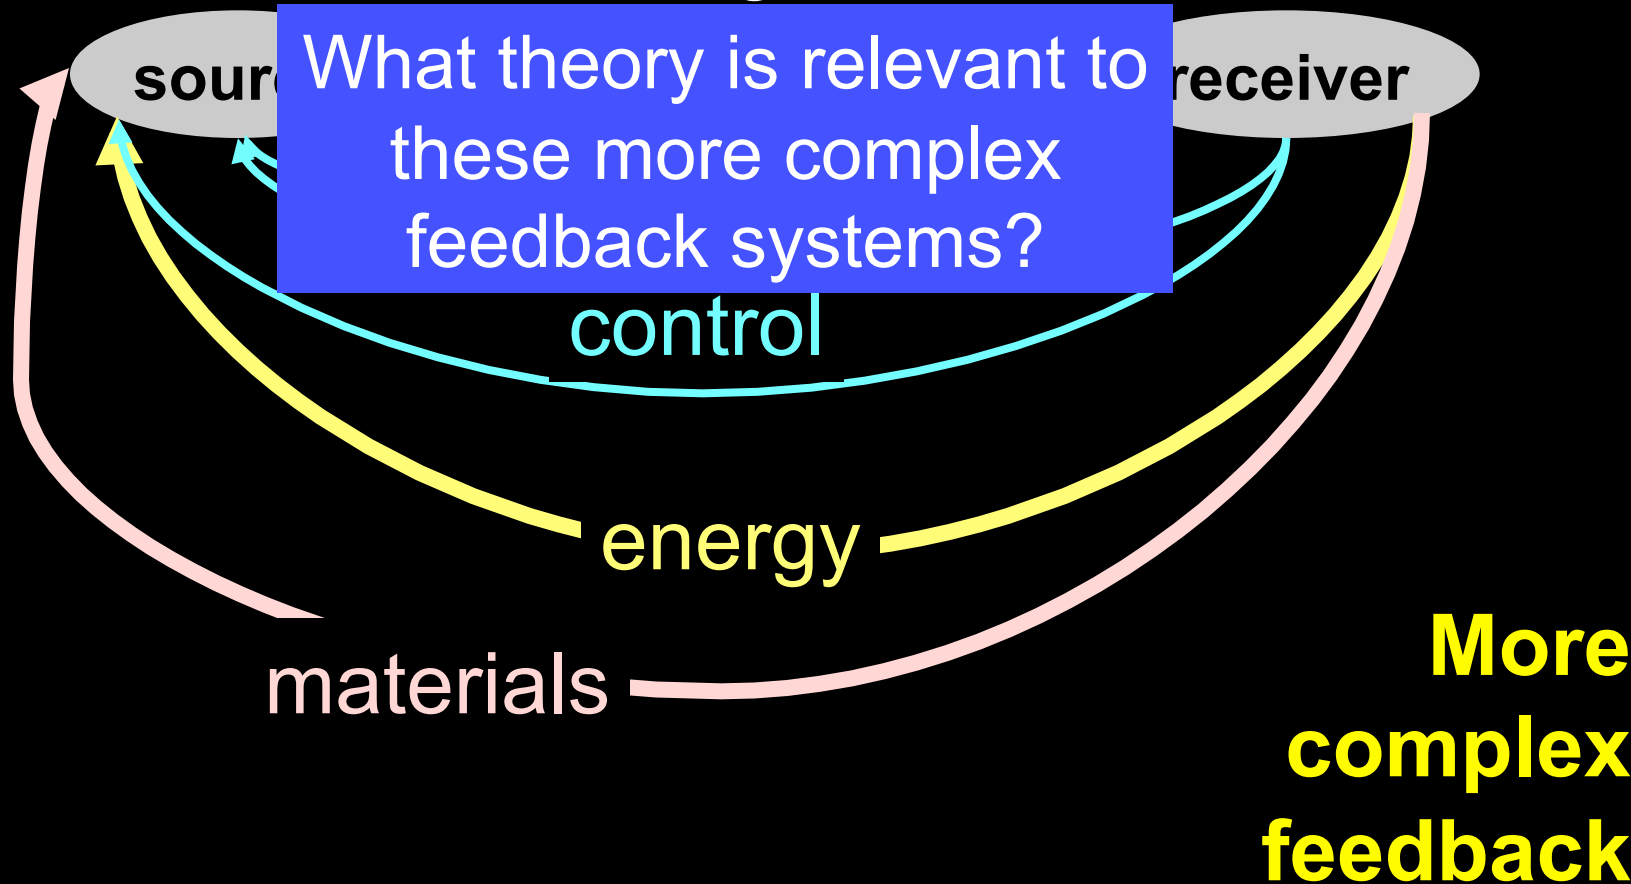 What theory is relevant to
these more complex
feedback systems?
receiver
control
energy
materials
More
complex
feedback